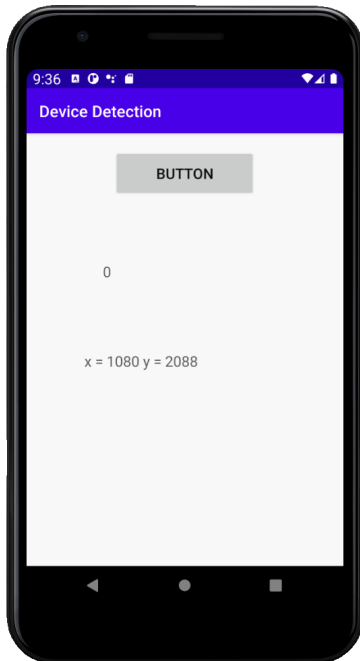 9:36
Device Detection
BUTTON
0
x = 1080 y = 2088